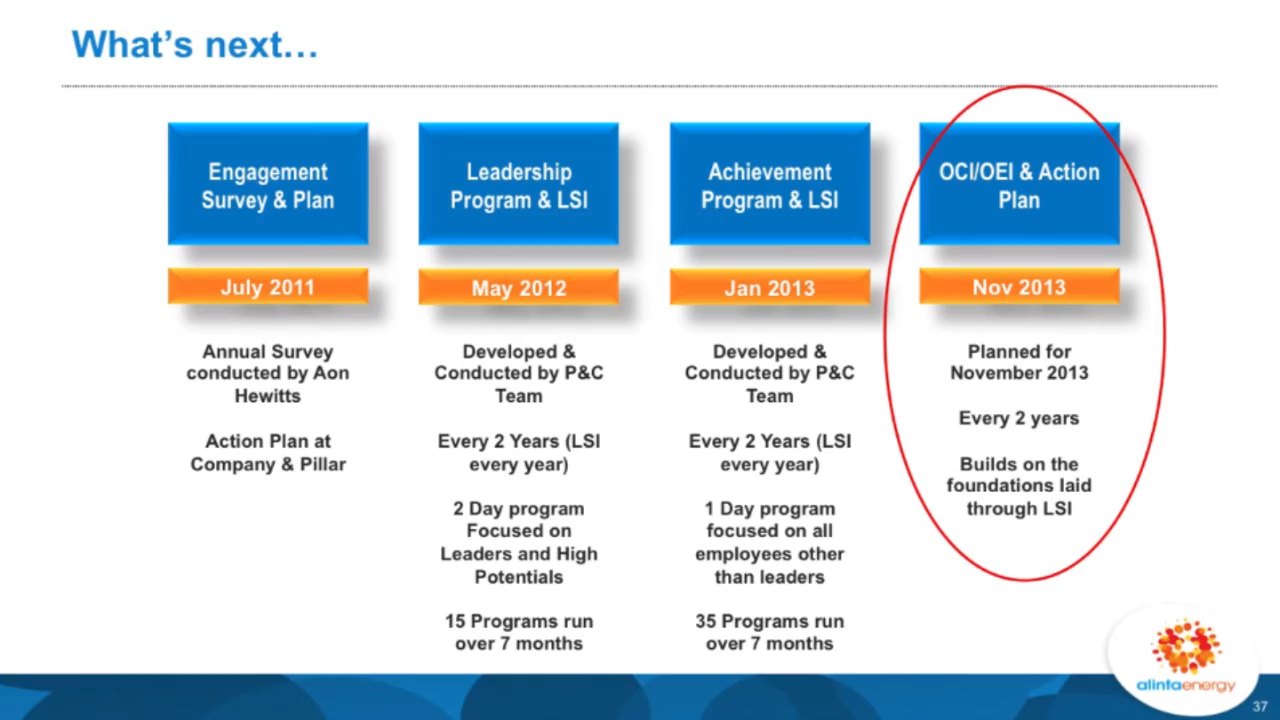 What's next...
Engagement
Survey & Plan
July 2011
Annual Survey
conducted by Aon
Hewitts
Action Plan at
Company & Pillar
Leadership
Program & LSI
May 2012
Developed &
Conducted by P&C
Team
Every 2 Years (LSI
every year)
2 Day program
Focused on
Leaders and High
Potentials
15 Programs run
over 7 months
Achievement
Program & LSI
Jan 2013
Developed &
Conducted by P&C
Team
Every 2 Years (LSI
every year)
1 Day program
focused on all
employees other
than leaders
35 Programs run
over 7 months
OCI/OEI & Action
Plan
Nov 2013
Planned for
November 2013
Every 2 years
Builds on the
foundations laid
through LSI
alintaenergy
37